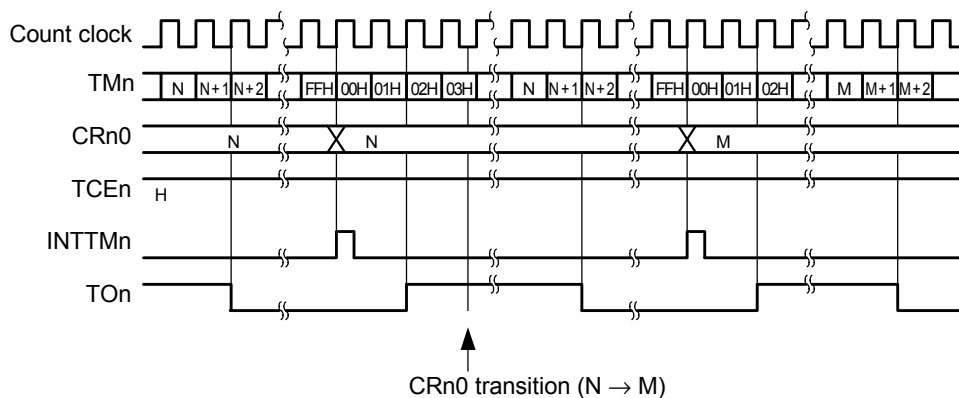 Count clock
TMn N N+1 N+2 FFH 00H 01H 02H 03H N N+1 N+2 FFH 00H 01H 02H M M+1 M+2
CRn0 N N M
TCEn
H
INTTMn
TOn
CRn0 transition (N → M)